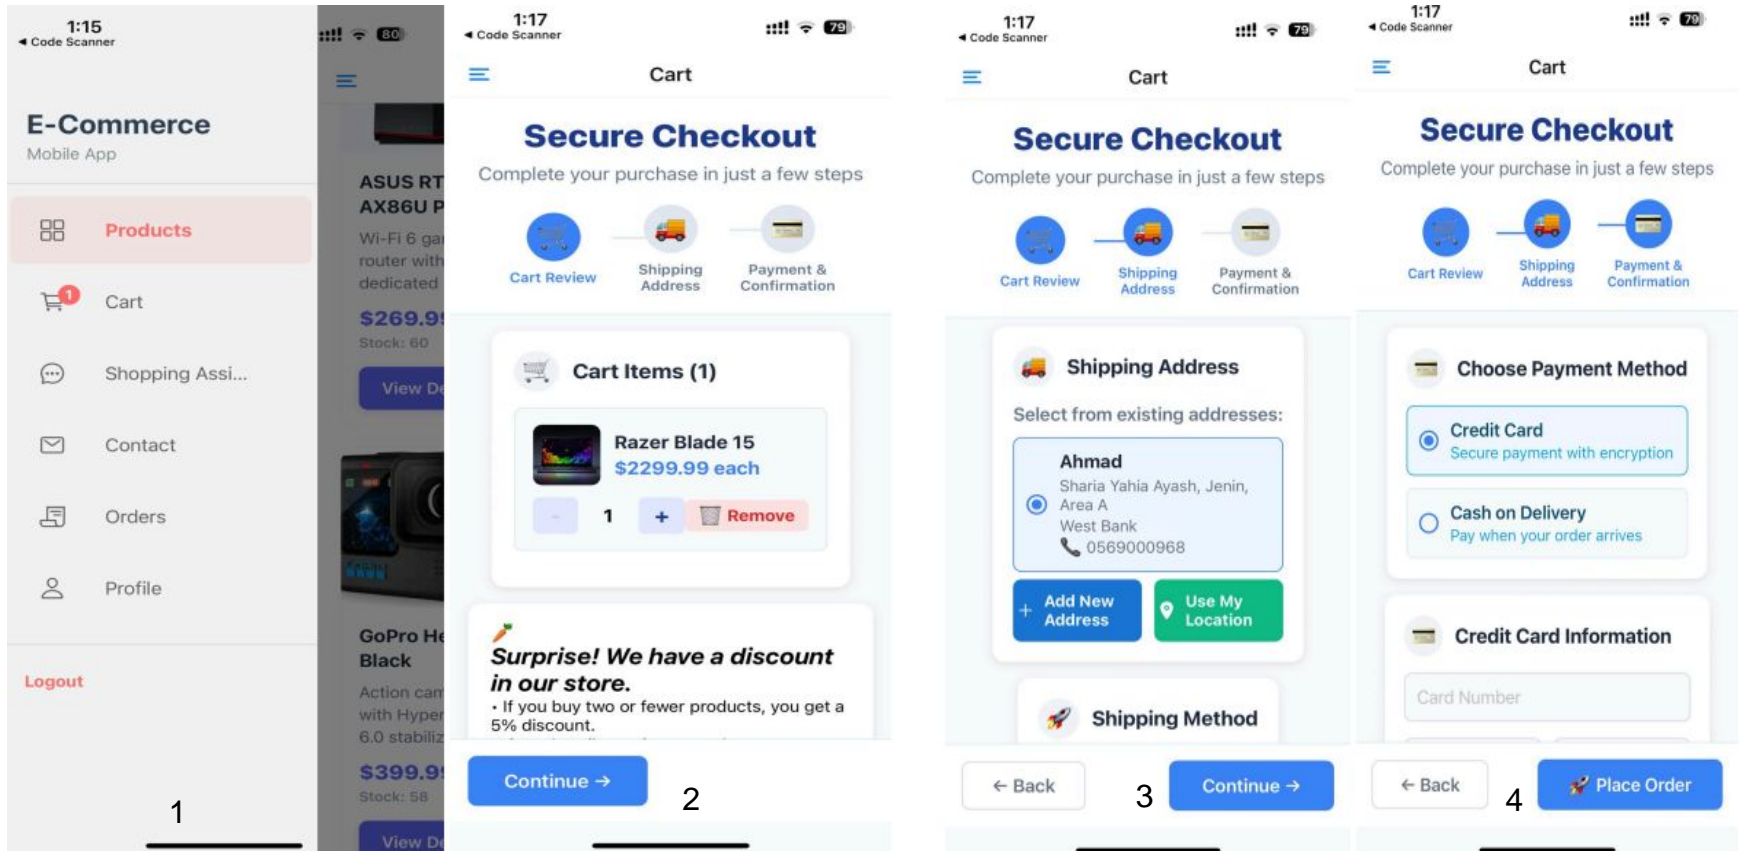 1:15
◀ Code Scanner
80
E-Commerce
Mobile App
Products
1
Cart
Shopping Assi...
Contact
Orders
Profile
Logout
ASUS RT
AX86U P
Wi-Fi 6 ga
router with
dedicated
$269.9
Stock: 60
View De
GoPro He
Black
Action cam
with Hyper
6.0 stabiliz
$399.9
Stock: 58
View De
1
1:17
◀ Code Scanner
79
Cart
Secure Checkout
Complete your purchase in just a few steps
Cart Review
Shipping
Address
Payment &
Confirmation
Cart Items (1)
Razer Blade 15
$2299.99 each
- 1 + Remove
Surprise! We have a discount
in our store.
• If you buy two or fewer products, you get a
5% discount.
Continue →
2
1:17
◀ Code Scanner
79
Cart
Secure Checkout
Complete your purchase in just a few steps
Cart Review
Shipping
Address
Payment &
Confirmation
Shipping Address
Select from existing addresses:
Ahmad
Sharia Yahia Ayash, Jenin,
Area A
West Bank
0569000968
+ Add New
Address
Use My
Location
Shipping Method
← Back
3
Continue →
1:17
◀ Code Scanner
79
Cart
Secure Checkout
Complete your purchase in just a few steps
Cart Review
Shipping
Address
Payment &
Confirmation
Choose Payment Method
Credit Card
Secure payment with encryption
Cash on Delivery
Pay when your order arrives
Credit Card Information
Card Number
← Back
4
Place Order